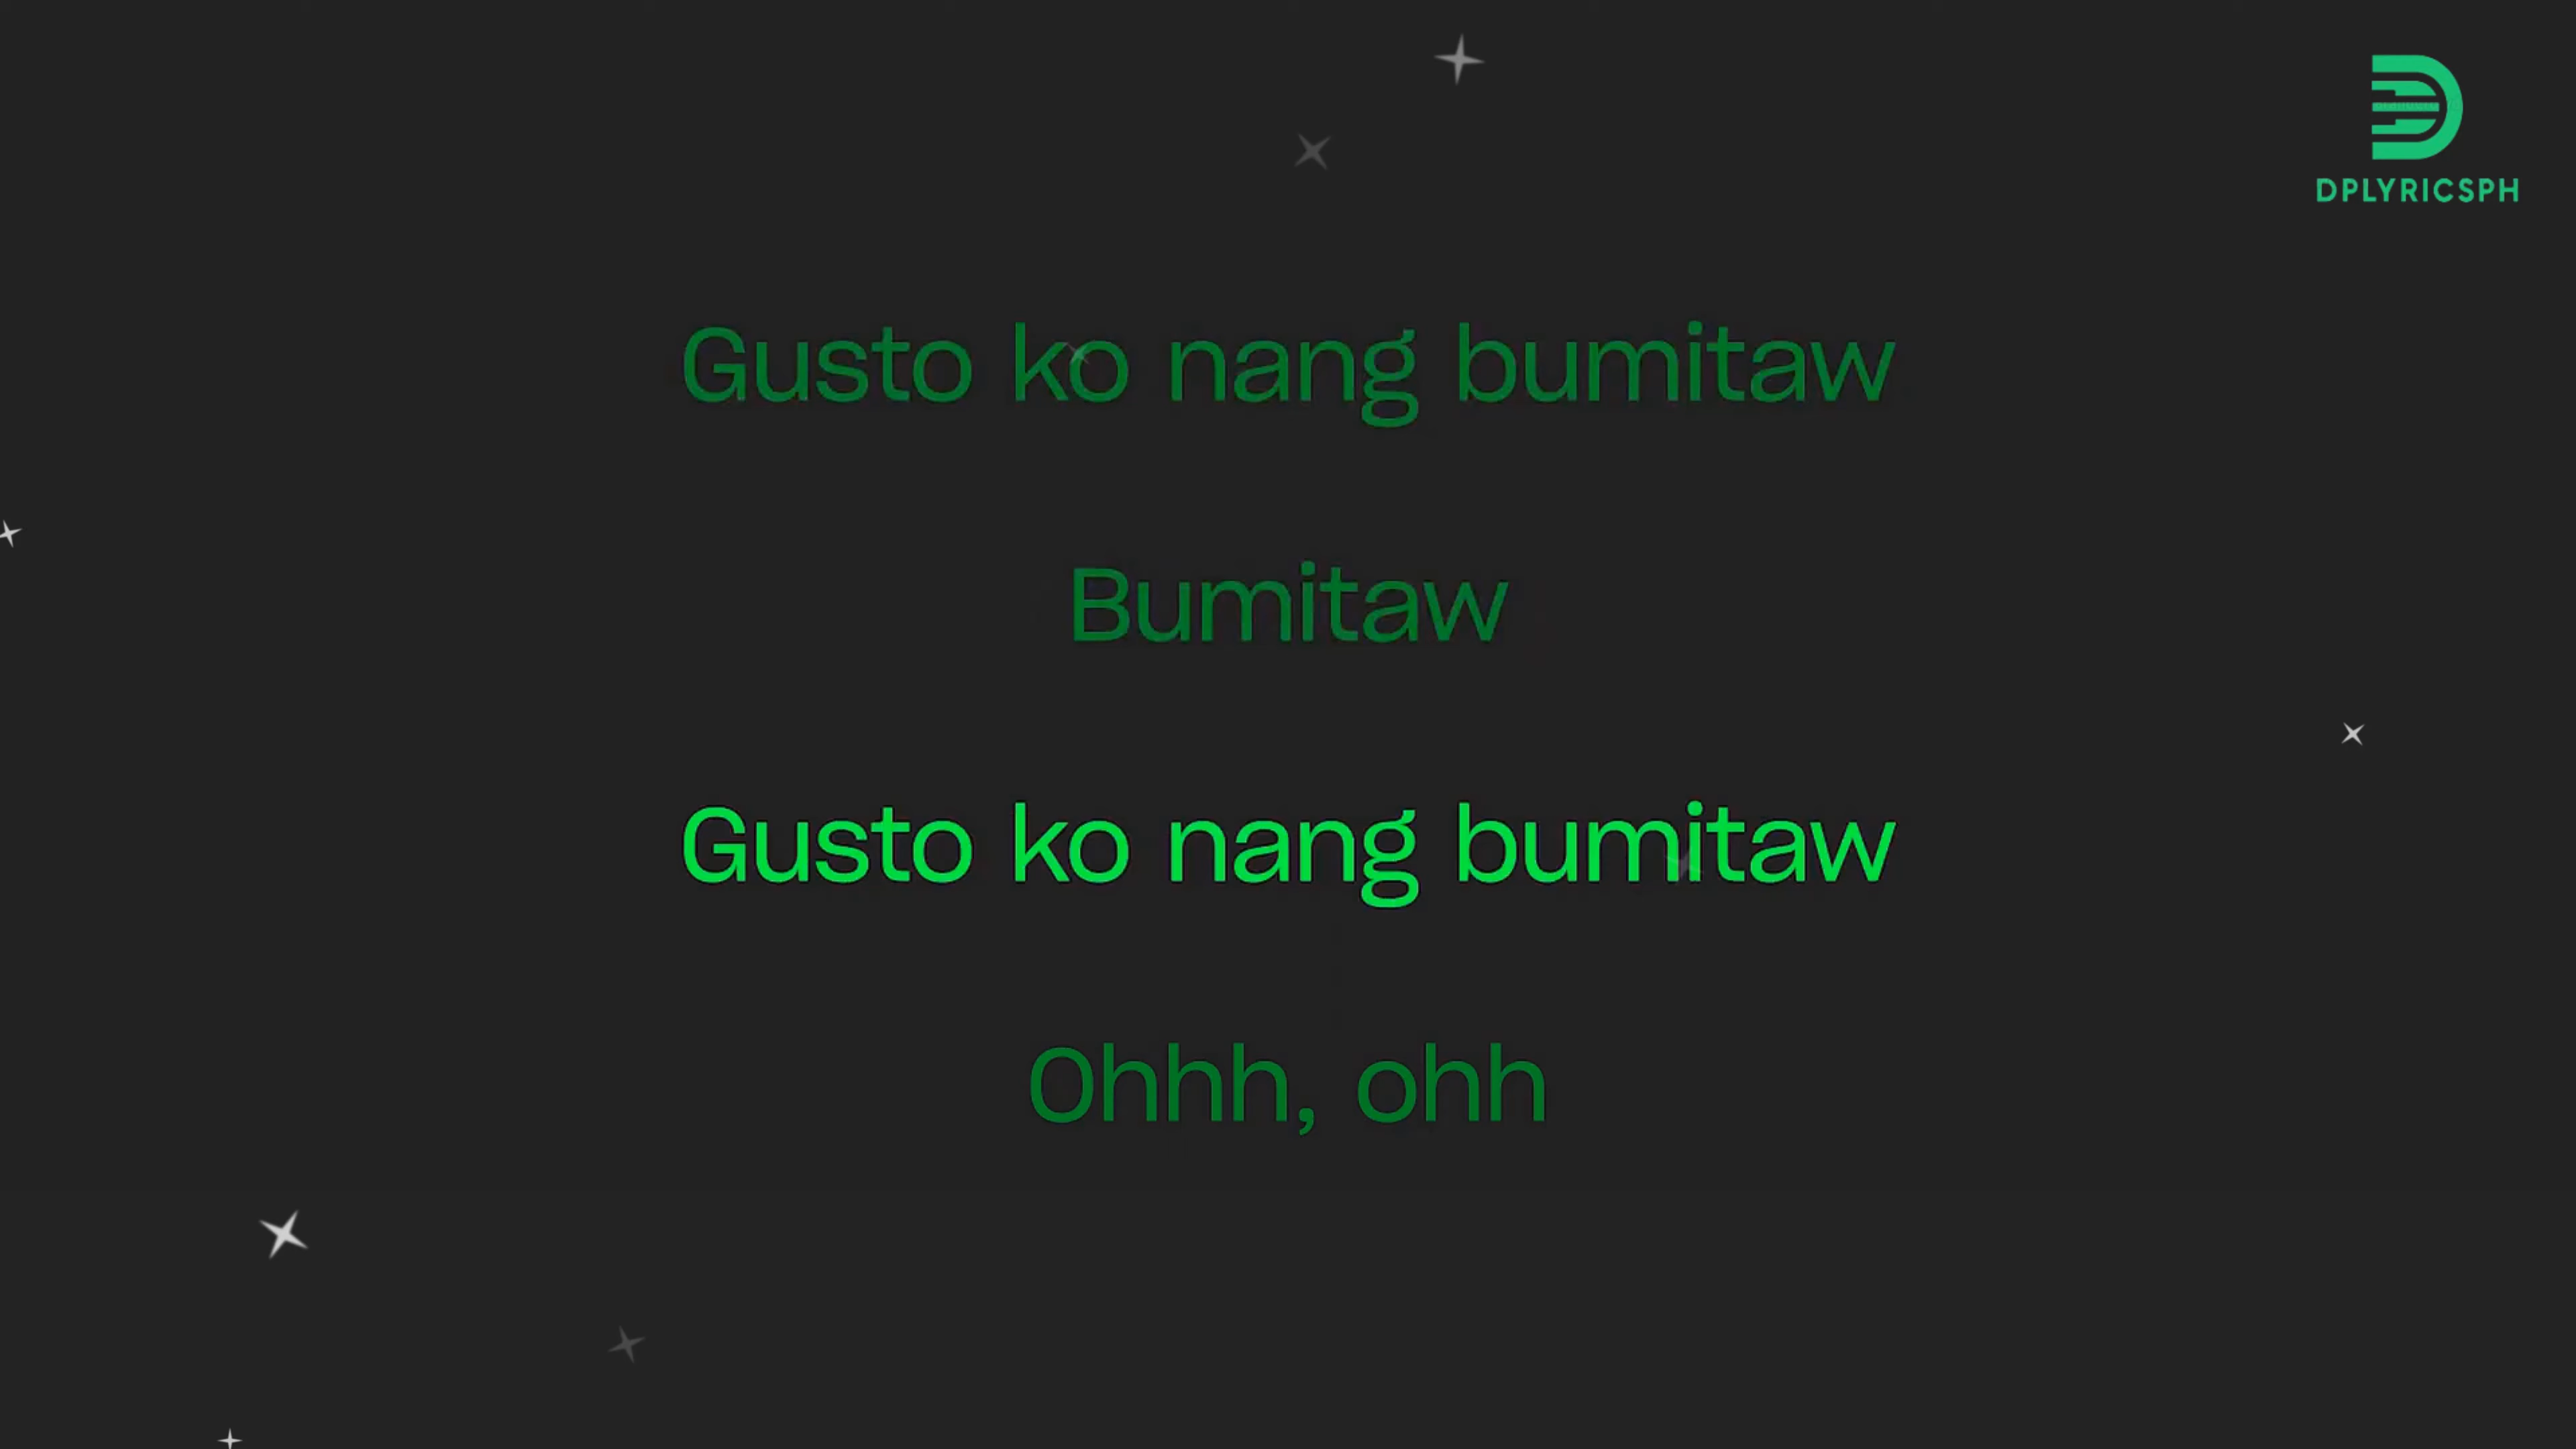 DPLYRICSPH
Gusto ko nang bumitaw
Bumitaw
Gusto ko nang bumitaw
Ohhh, ohh